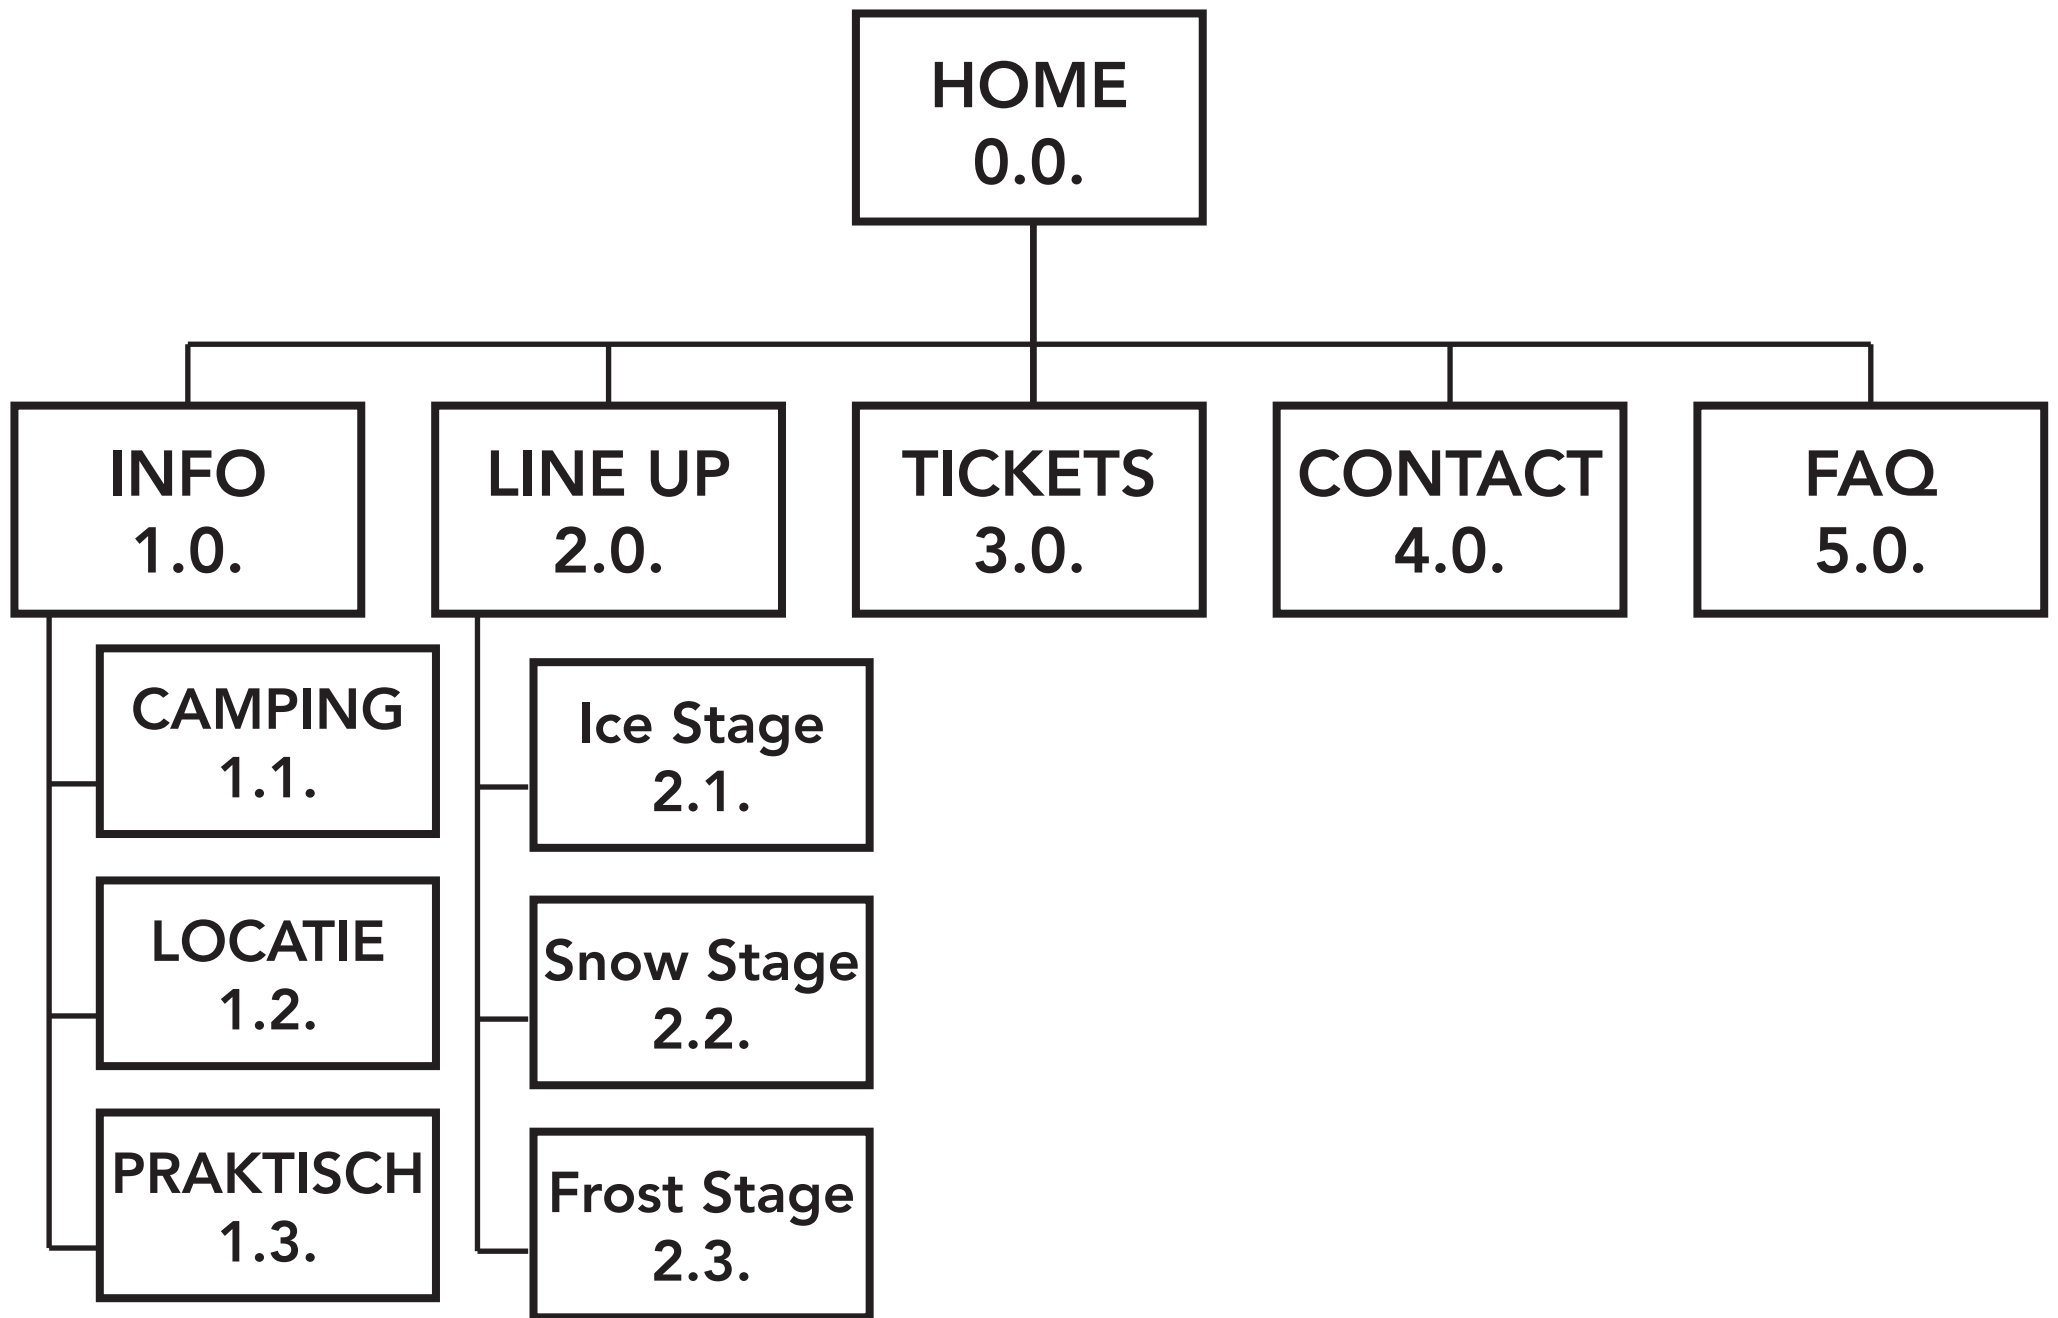 HOME
0.0.
INFO
1.0.
LINE UP
2.0.
TICKETS
3.0.
CONTACT
4.0.
FAQ
5.0.
CAMPING
1.1.
LOCATIE
1.2.
PRAKTISCH
1.3.
Ice Stage
2.1.
Snow Stage
2.2.
Frost Stage
2.3.